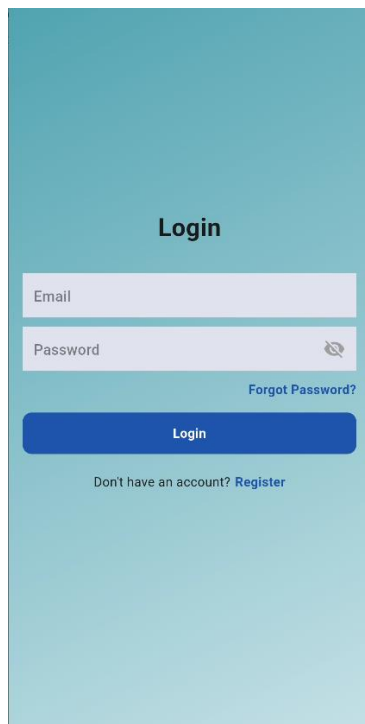 Login
Email
Password
Forgot Password?
Login
Don't have an account? Register